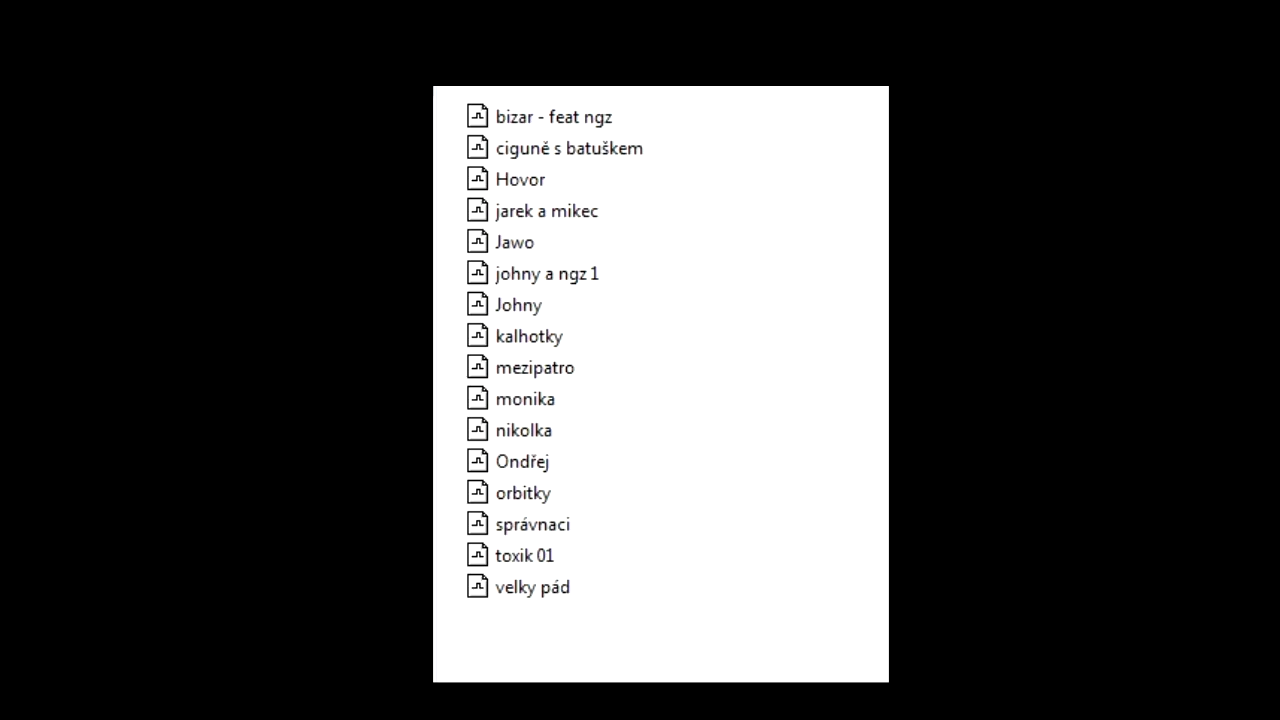 bizar - feat ngz
ciguně s batuškem
Hovor
jarek a mikec
Jawo
johny a ngz 1
Johny
kalhotky
mezipatro
monika
nikolka
Ondřej
orbitky
správnaci
toxik 01
velky pád